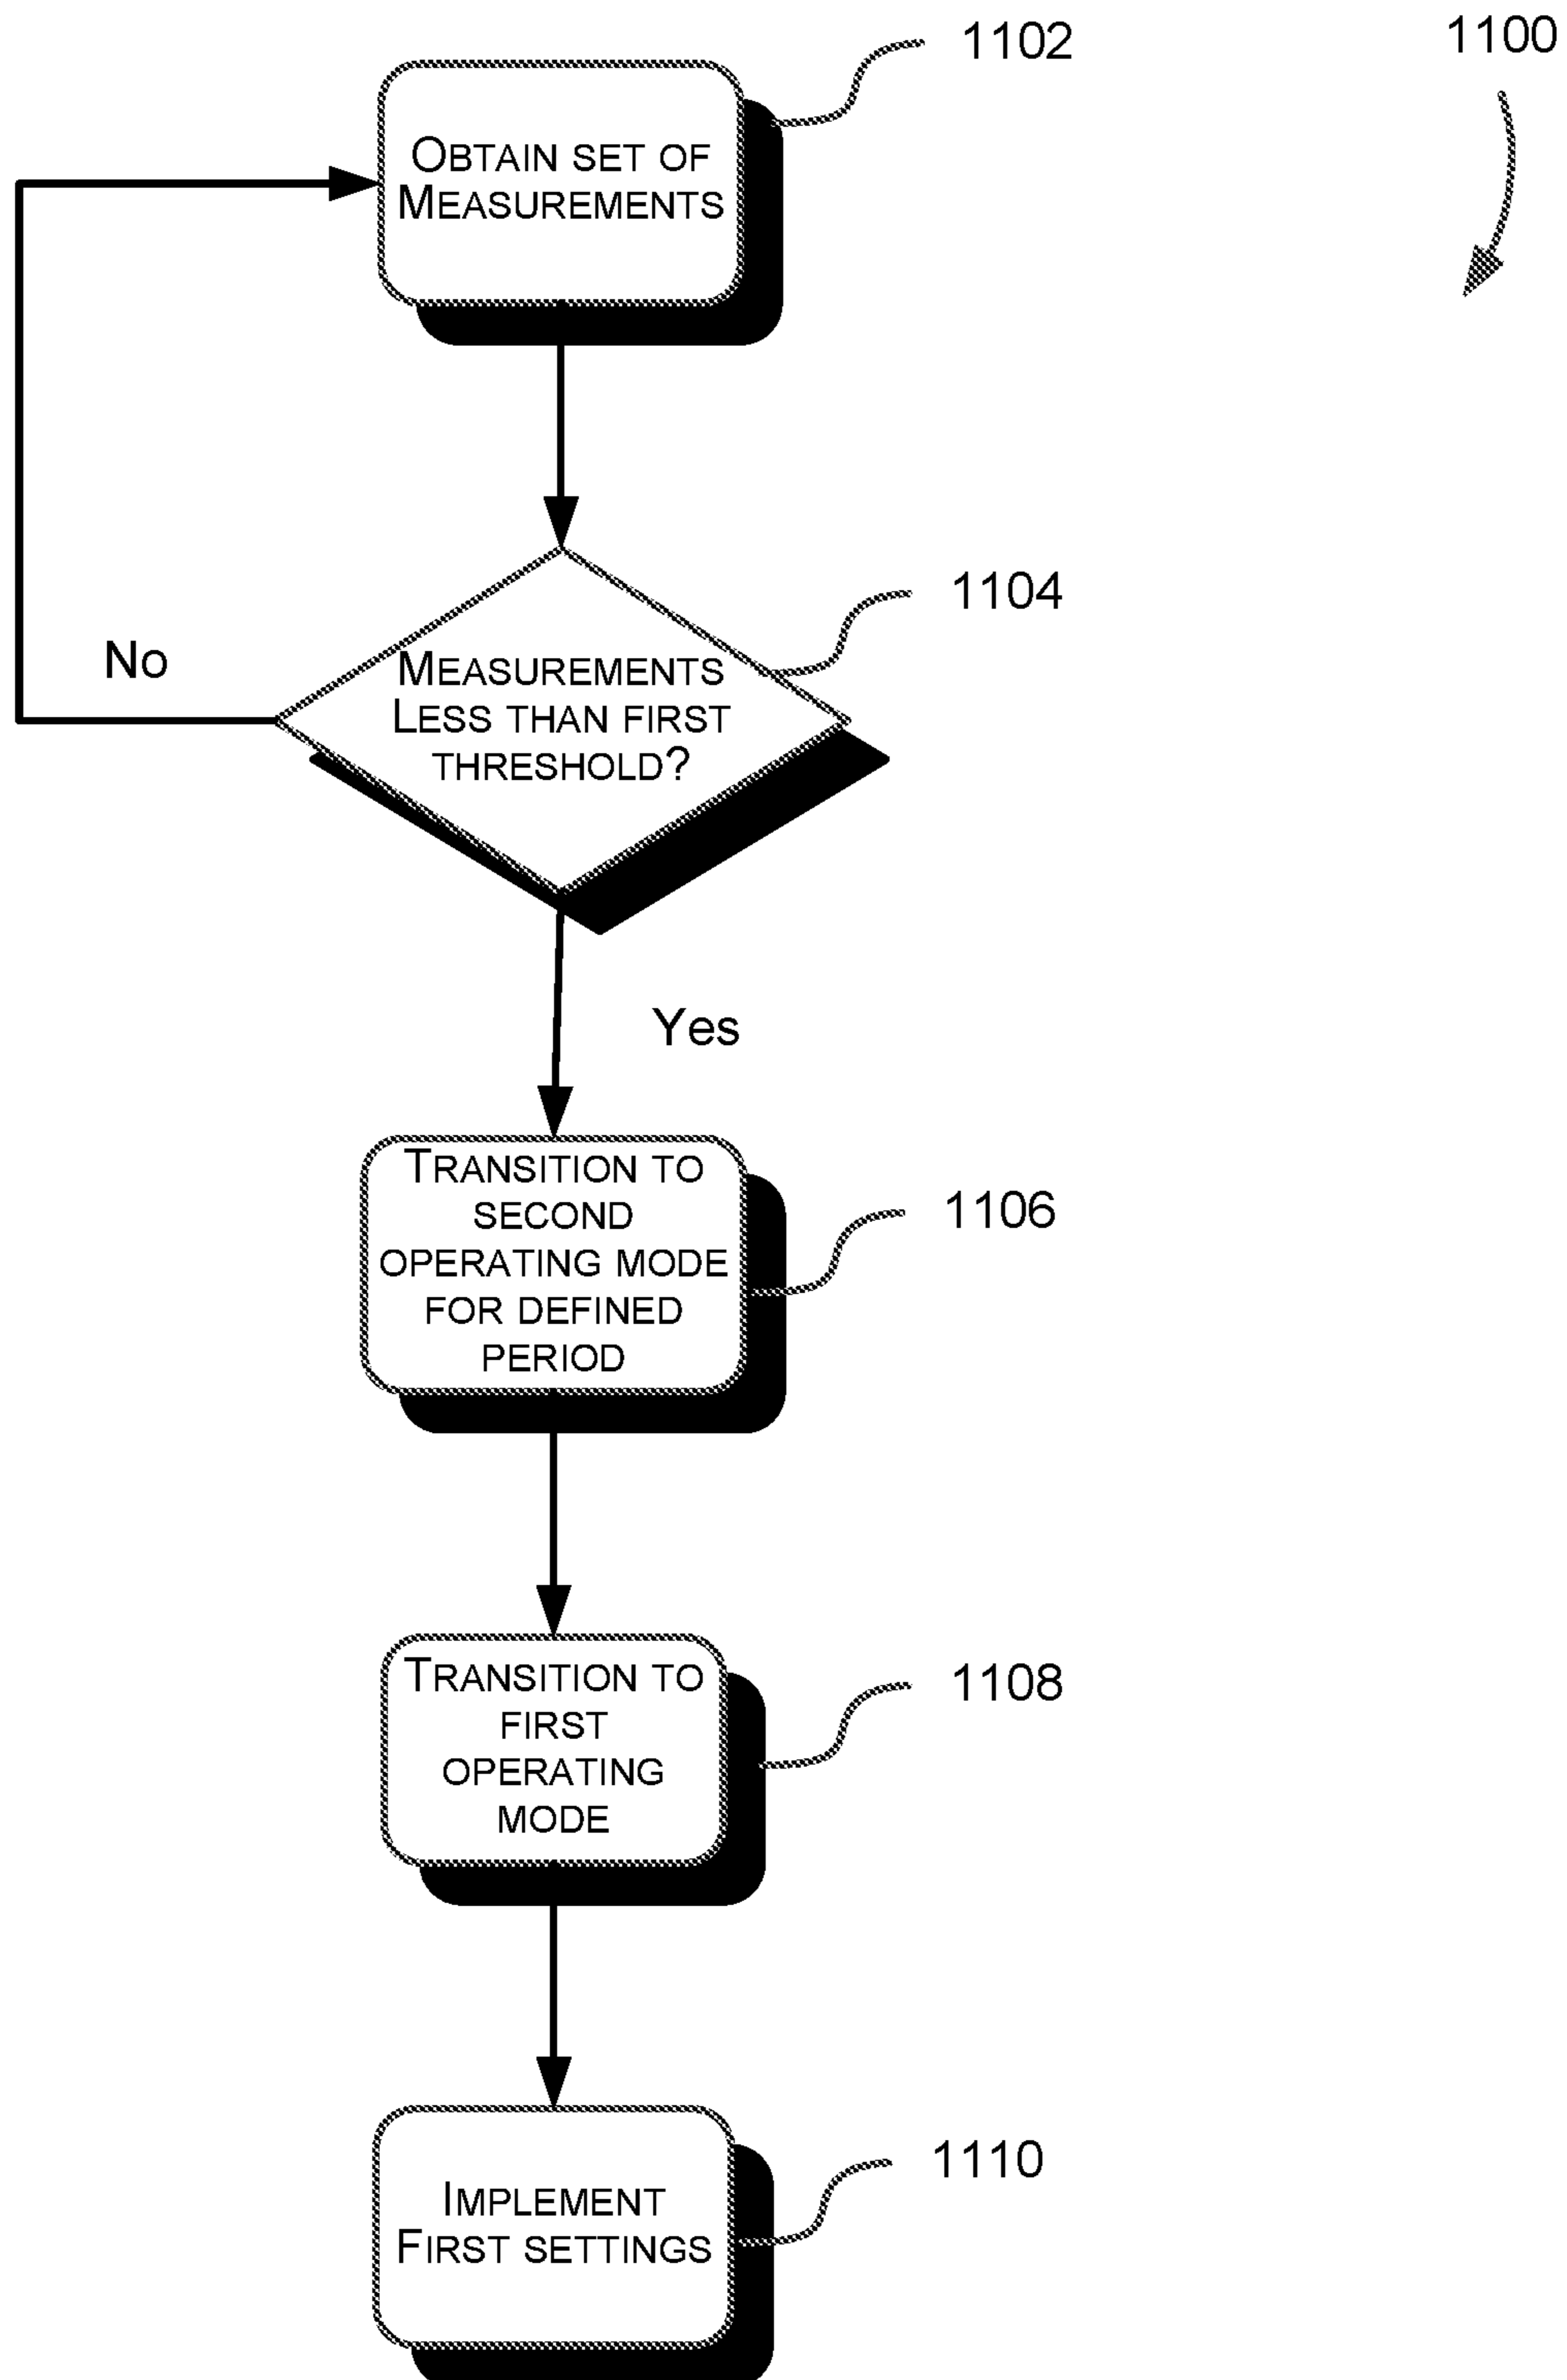 1102
1100
OBTAIN SET OF
MEASUREMENTS
1104
No
MEASUREMENTS
LESS THAN FIRST
THRESHOLD?
Yes
TRANSITION TO
SECOND
OPERATING MODE
FOR DEFINED
PERIOD
1106
TRANSITION TO
FIRST
OPERATING
MODE
1108
IMPLEMENT
FIRST SETTINGS
1110